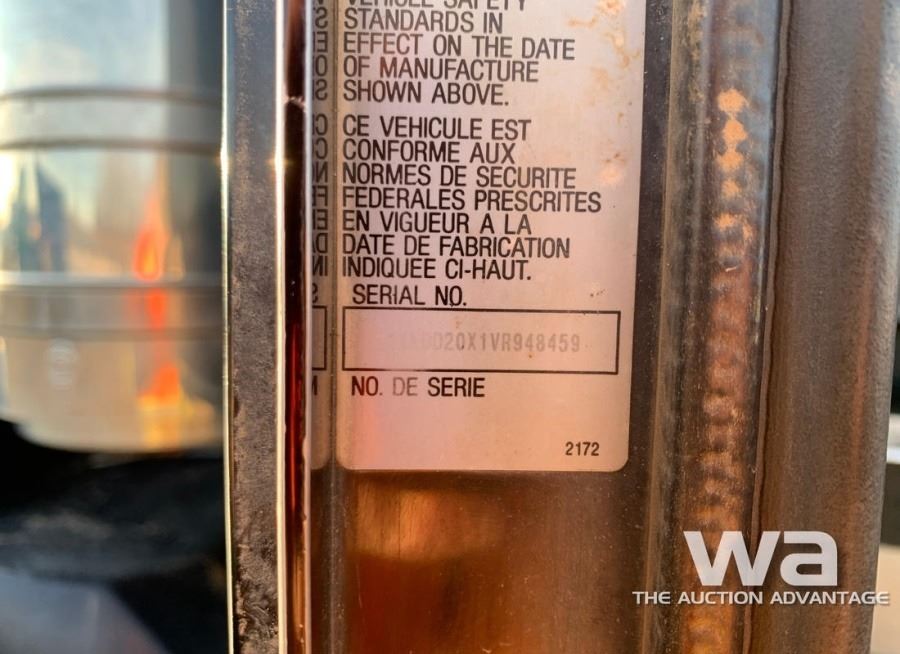 VEHICLE SAFETY
STANDARDS IN
EFFECT ON THE DATE
OF MANUFACTURE
SHOWN ABOVE.
CE VEHICULE EST
CONFORME AUX
NORMES DE SECURITE
FEDERALES PRESCRITES
EN VIGUEUR A LA
DATE DE FABRICATION
INDIQUEE CI-HAUT.
SERIAL NO.
NO. DE SERIE
2172
wa
THE AUCTION ADVANTAGE